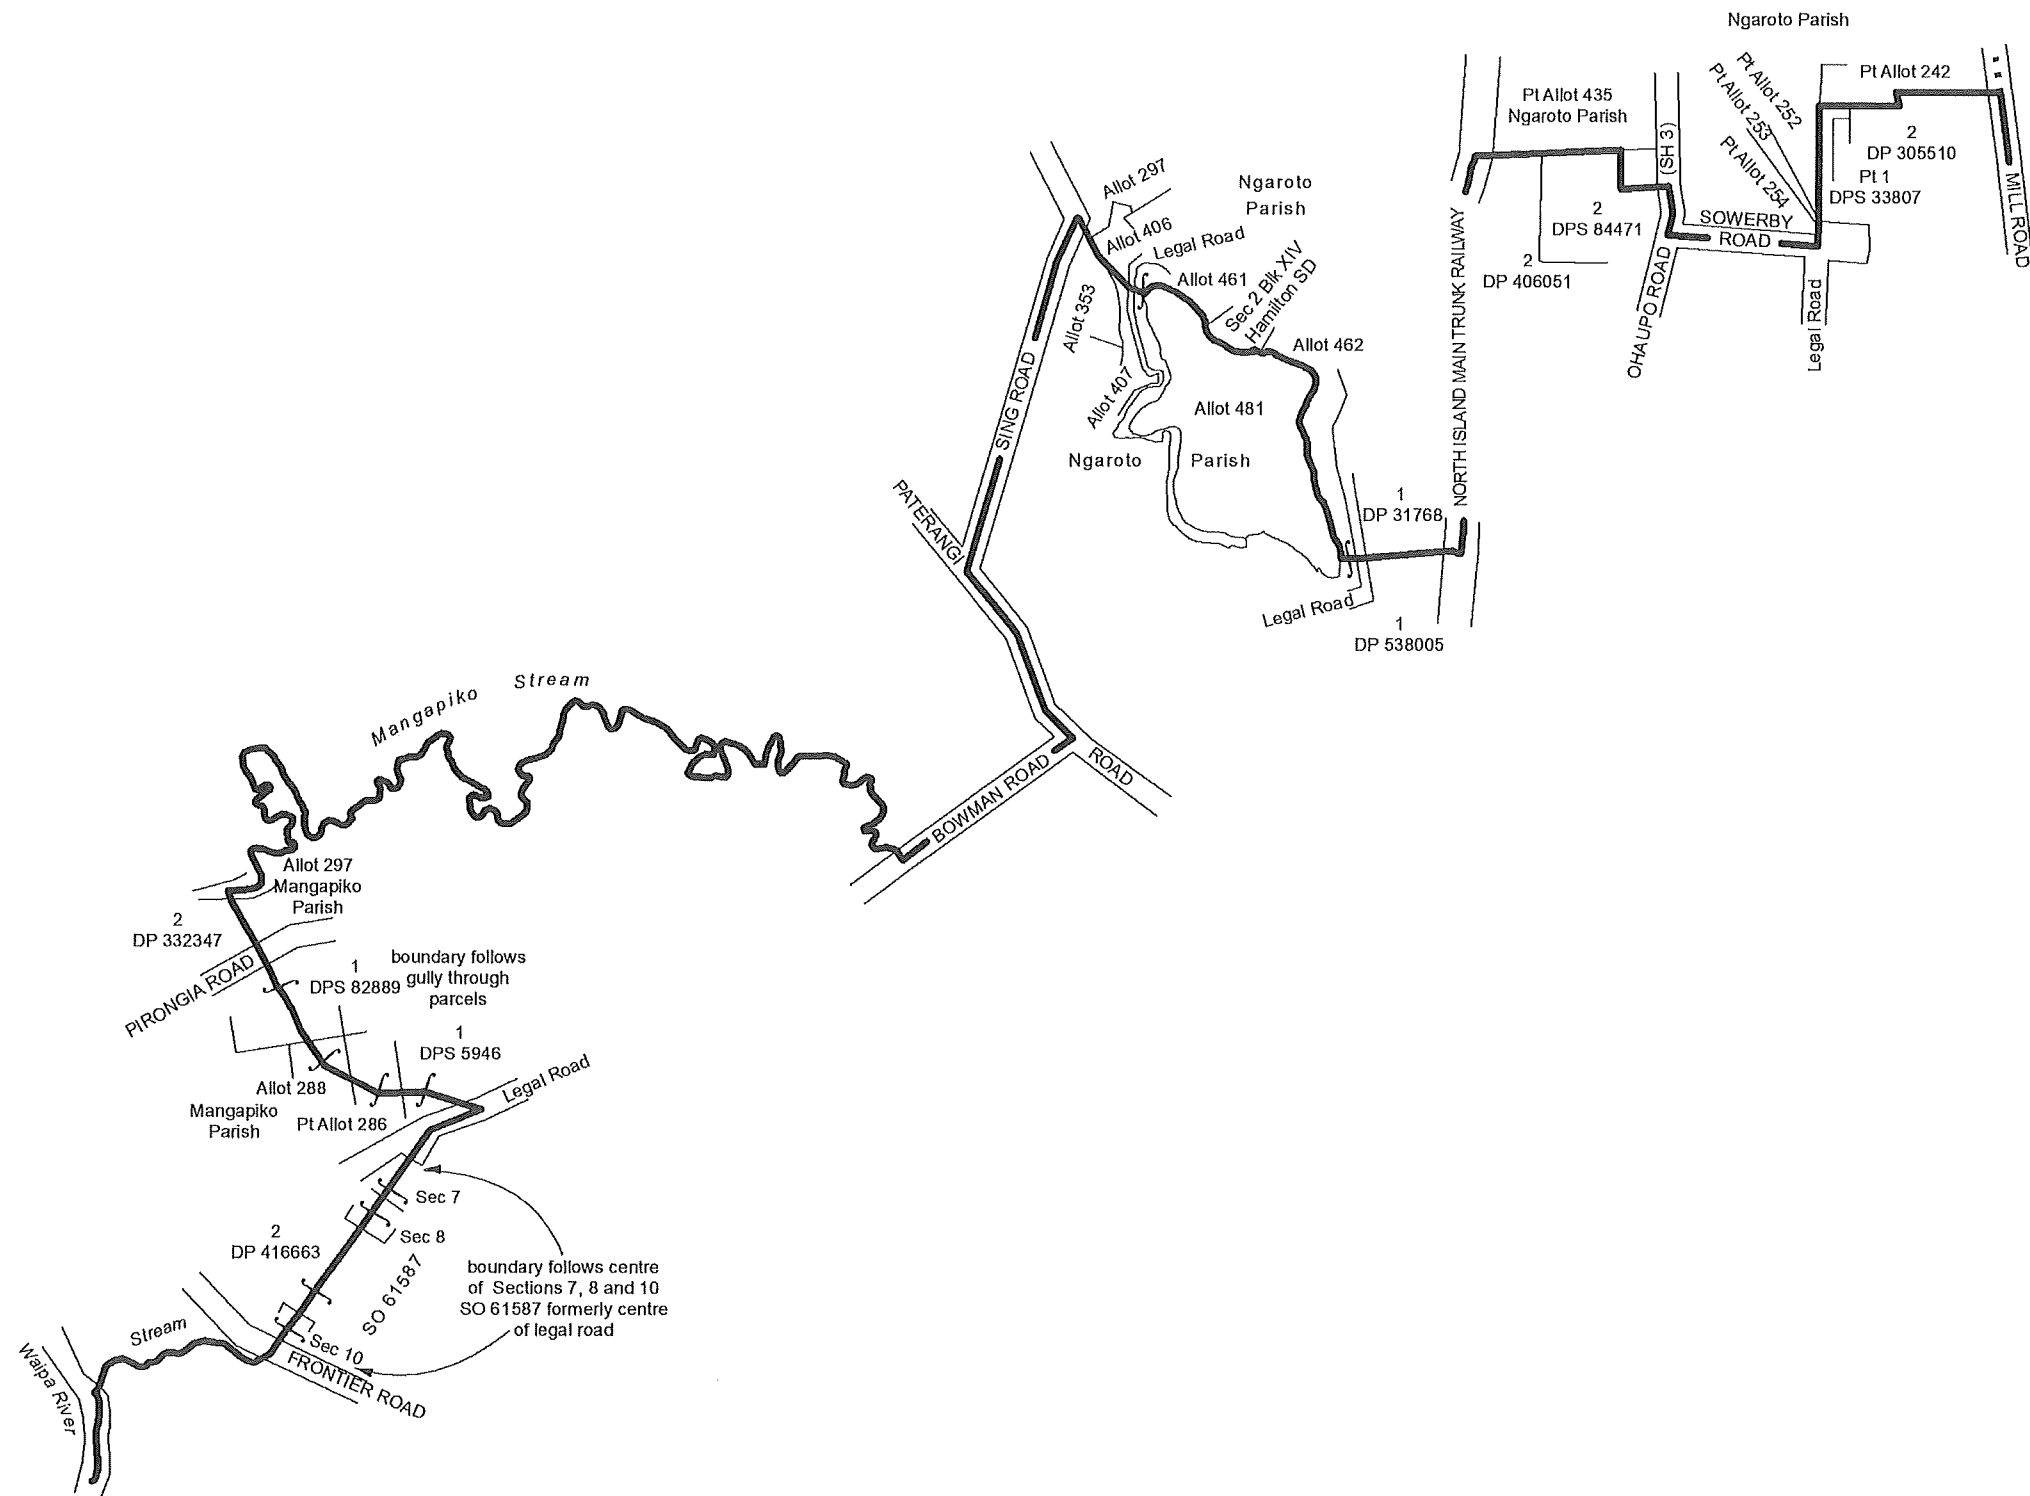 Ngaroto Parish
Pt Allot 252
Pt Allot 253
Pt Allot 254
Pt Allot 242
2
DP 305510
Pt 1
DPS 33807
MILL ROAD
Pt Allot 435
Ngaroto Parish
(SH 3)
SOWERBY
ROAD
2
DPS 84471
2
DP 406051
OHAUPO ROAD
Legal Road
NORTH ISLAND MAIN TRUNK RAILWAY
Allot 297
Ngaroto
Parish
Allot 406
Legal Road
Allot 461
Sec 2 Blk XIV
Hamilton SD
Allot 353
Allot 462
Allot 407
Allot 481
SING ROAD
Ngaroto Parish
PATERANGI
1
DP 31768
Legal Road
1
DP 538005
Mangapiko Stream
BOWMAN ROAD
ROAD
Allot 297
Mangapiko
Parish
2
DP 332347
PIRONGIA ROAD
1
DPS 82889
boundary follows
gully through
parcels
1
DPS 5946
Legal Road
Allot 288
Mangapiko
Parish
Pt Allot 286
Sec 7
Sec 8
2
DP 416663
SO 61587
boundary follows centre
of Sections 7, 8 and 10
SO 61587 formerly centre
of legal road
Stream
Sec 10
FRONTIER ROAD
Waipa River